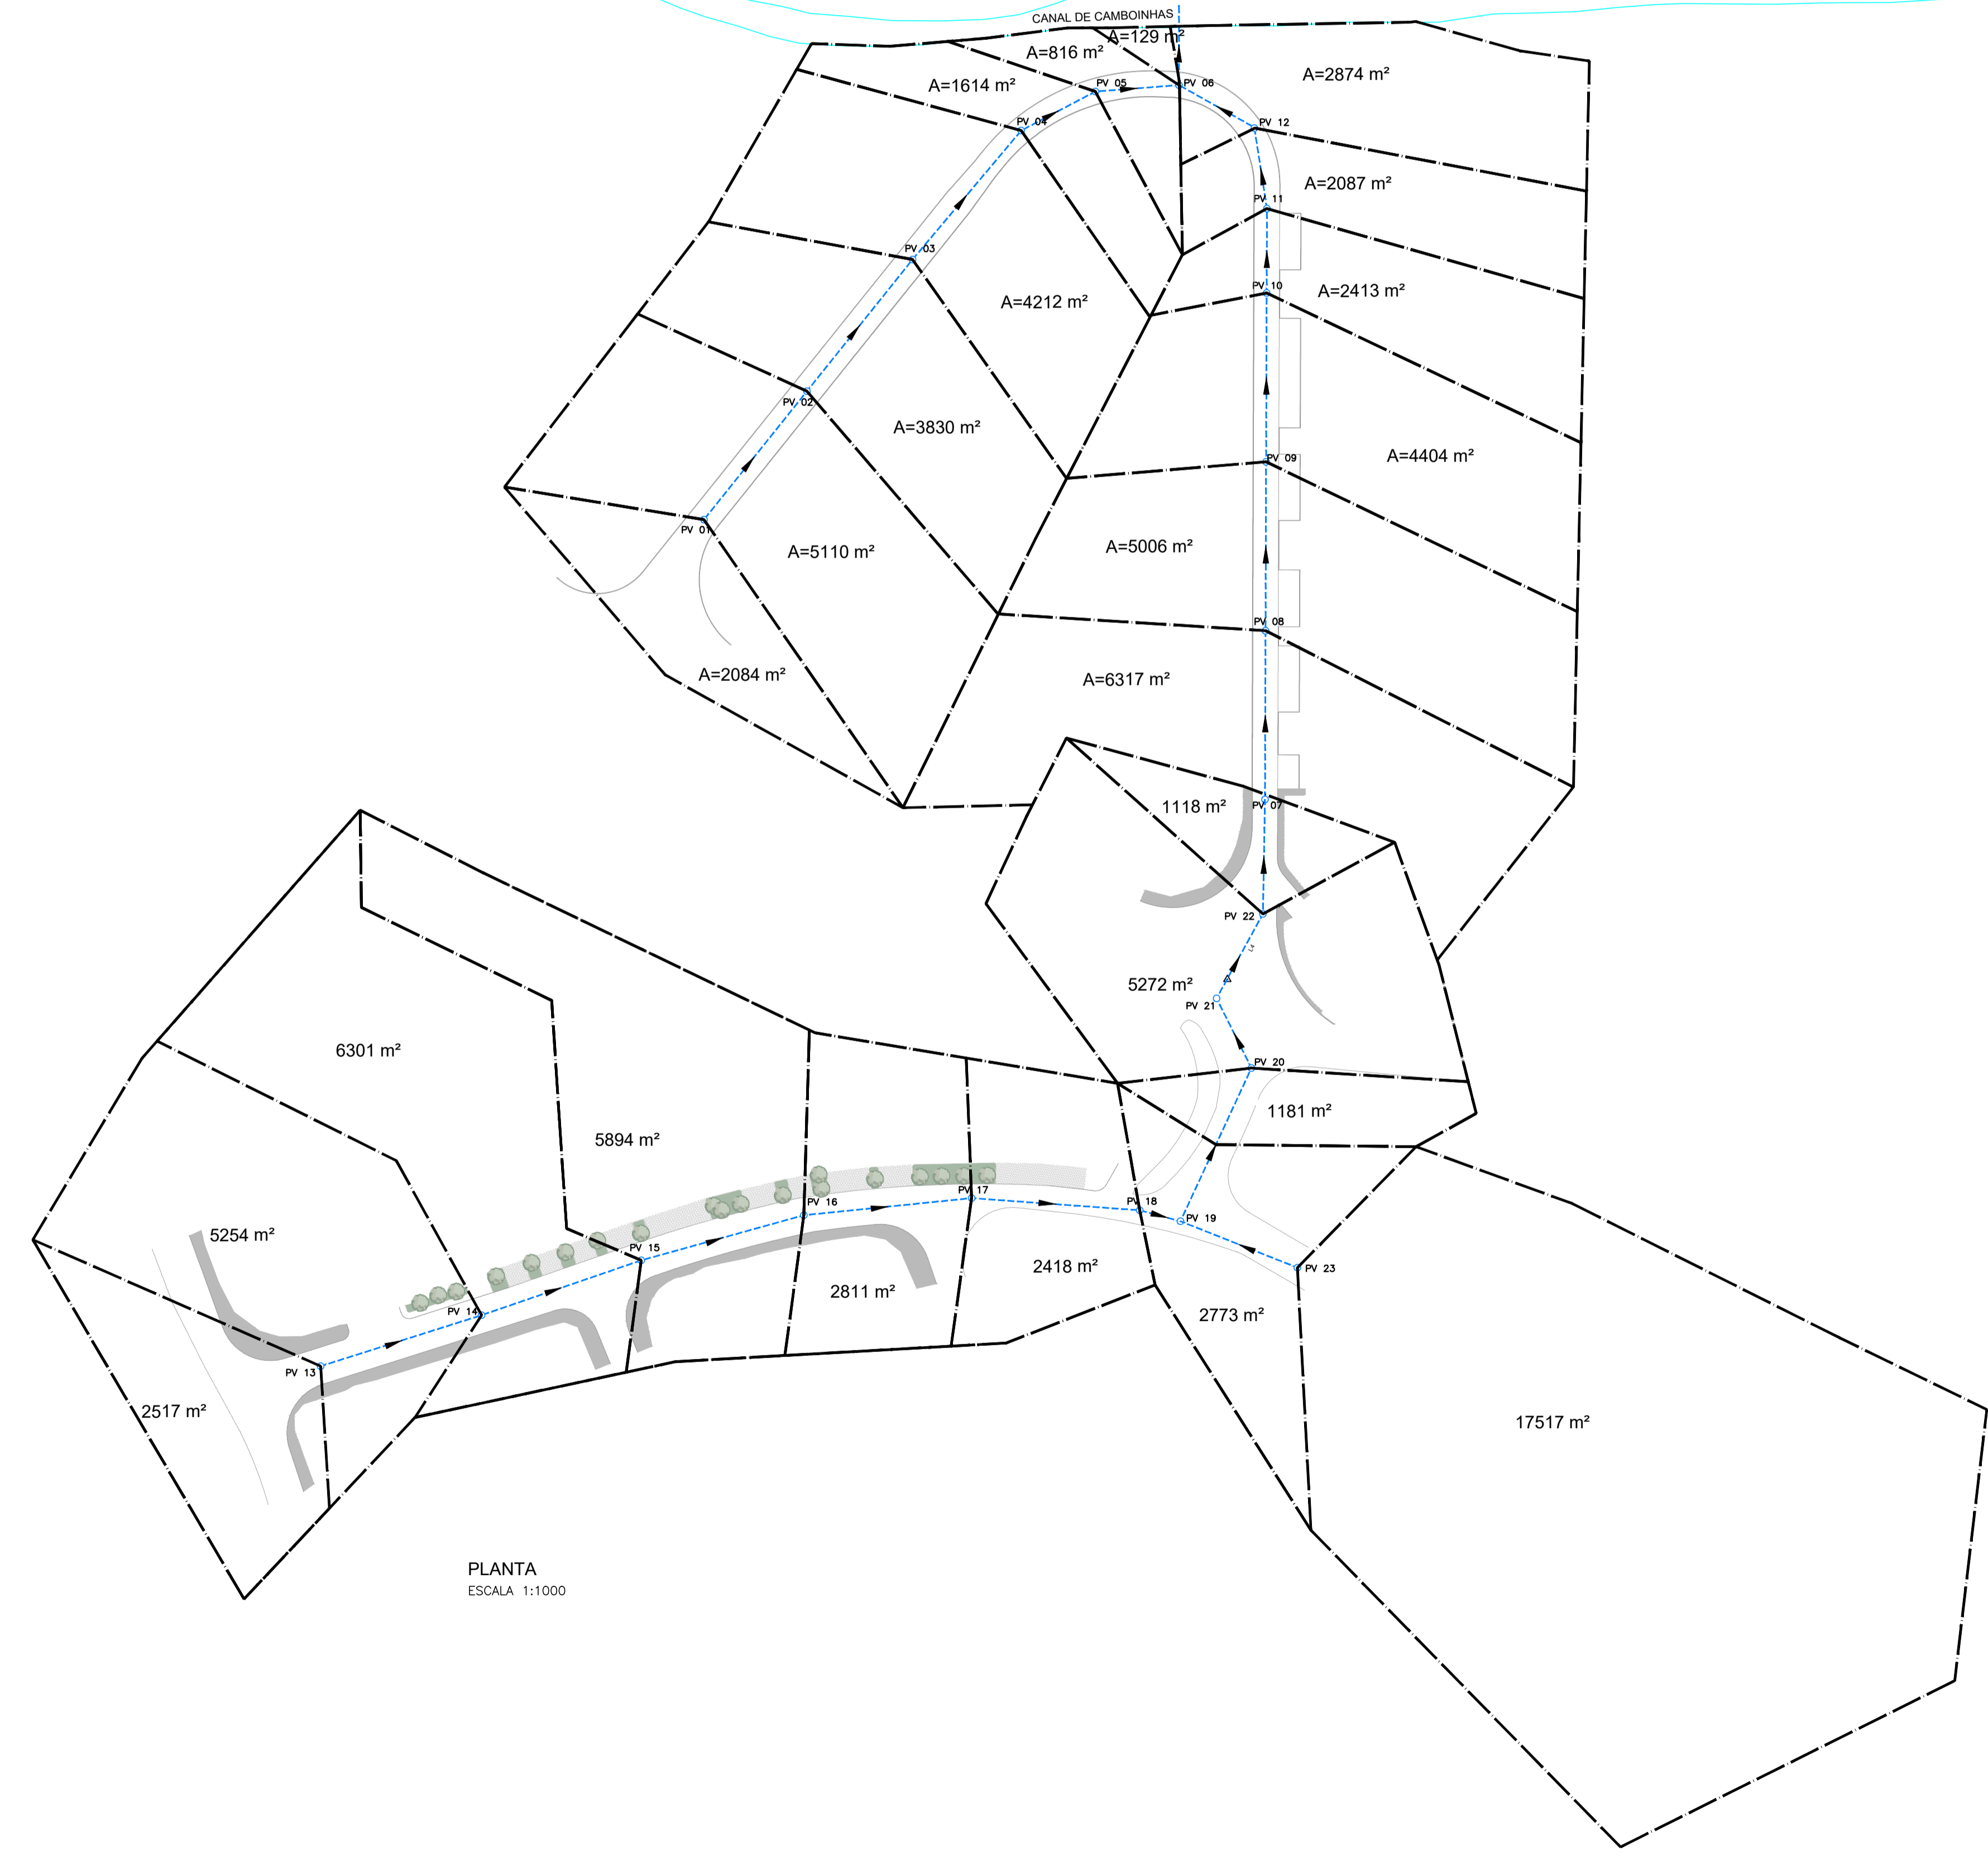 CANAL DE CAMBOINHAS
A=129 m²
A=816 m²
A=2874 m²
A=1614 m²
PV 05
PV 06
PV 04
PV 12
A=2087 m²
PV 11
PV 03
PV 10
A=2413 m²
A=4212 m²
PV 02
A=3830 m²
PV 09
A=4404 m²
PV 01
A=5110 m²
A=5006 m²
PV 08
A=2084 m²
A=6317 m²
1118 m²
PV 07
PV 22
L4
5272 m²
PV 21
6301 m²
PV 20
1181 m²
5894 m²
PV 17
PV 16
PV 18
PV 19
5254 m²
PV 15
2418 m²
PV 23
2811 m²
PV 14
2773 m²
PV 13
2517 m²
17517 m²
PLANTA
ESCALA 1:1000